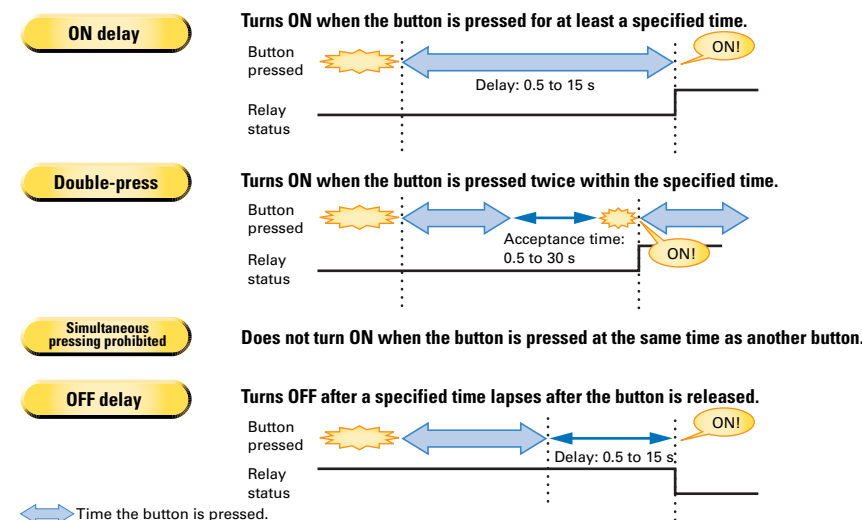 ON delay
Turns ON when the button is pressed for at least a specified time.
Button
pressed
ON!
Delay: 0.5 to 15 s
Relay
status
Double-press
Turns ON when the button is pressed twice within the specified time.
Button
pressed
Acceptance time:
0.5 to 30 s
ON!
Relay
status
Simultaneous
pressing prohibited
Does not turn ON when the button is pressed at the same time as another button.
OFF delay
Turns OFF after a specified time lapses after the button is released.
Button
pressed
ON!
Delay: 0.5 to 15 s
Relay
status
Time the button is pressed.